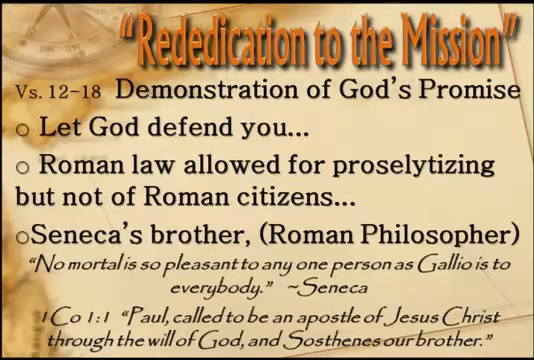 “Rededication to the Mission”
Vs. 12-18 Demonstration of God's Promise
o Let God defend you...
o Roman law allowed for proselytizing
but not of Roman citizens...
oSeneca's brother, (Roman Philosopher)
“No mortal is so pleasant to any one person as Gallio is to
everybody.” ~Seneca
1 Co 1:1 “Paul, called to be an apostle of Jesus Christ
through the will of God, and Sosthenes our brother.”